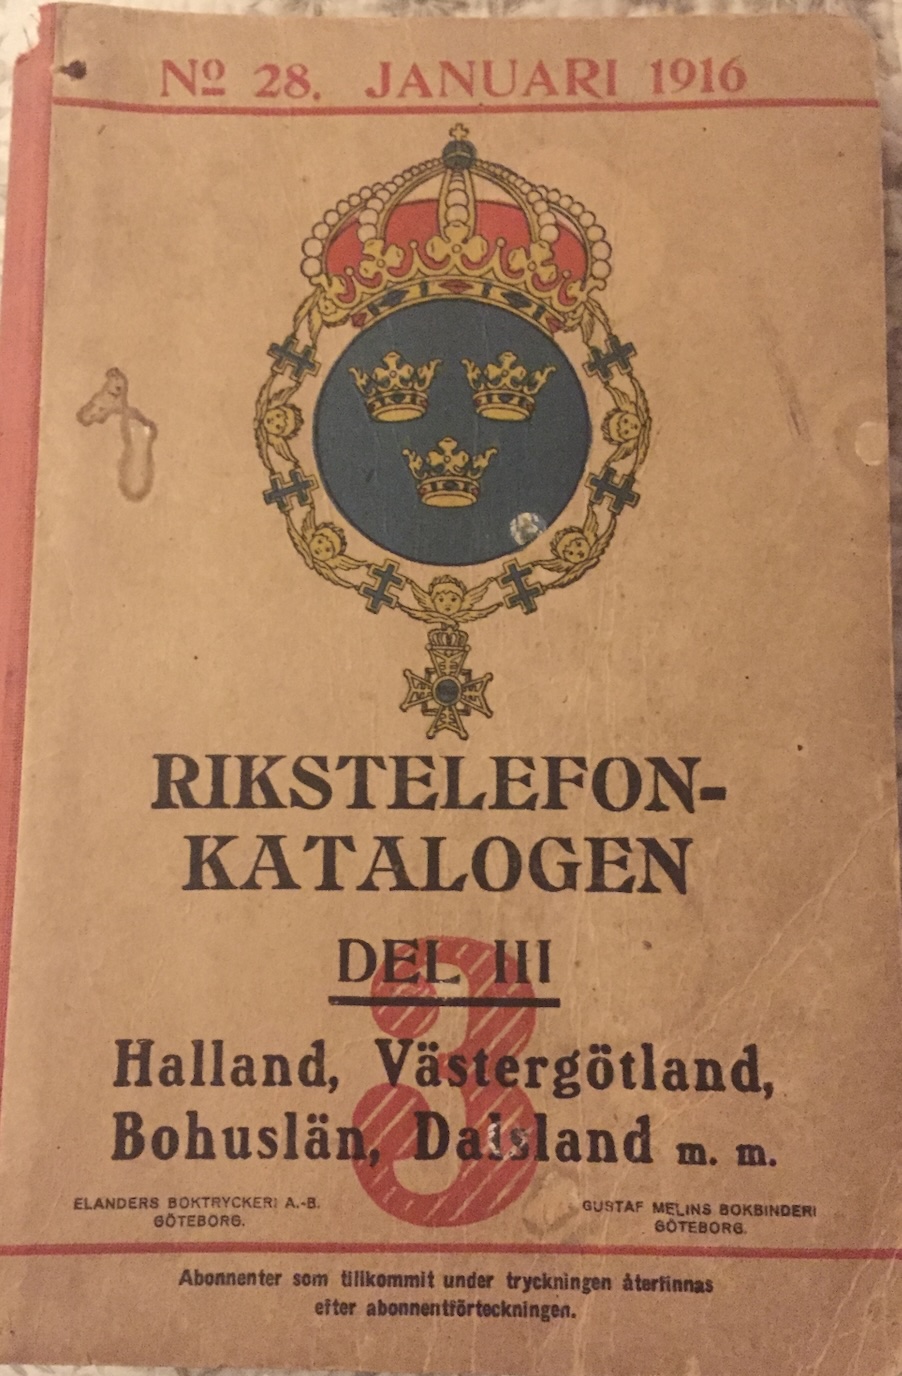 Nº 28. JANUARI 1916
RIKSTELEFON-
KATALOGEN
DEL III
3
Halland, Västergötland,
Bohuslän, Dalsland m. m.
ELANDERS BOKTRYCKERI A.-B.
GÖTEBORG.
GUSTAF MELINS BOKBINDERI
GÖTEBORG.
Abonnenter som tillkommit under tryckningen återfinnas
efter abonnentförteckningen.